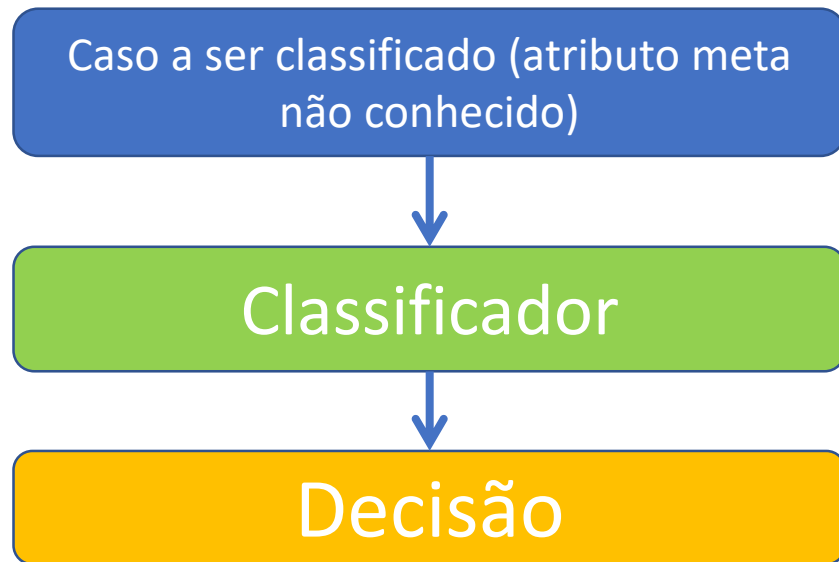 Caso a ser classificado (atributo meta
não conhecido)
Classificador
Decisão